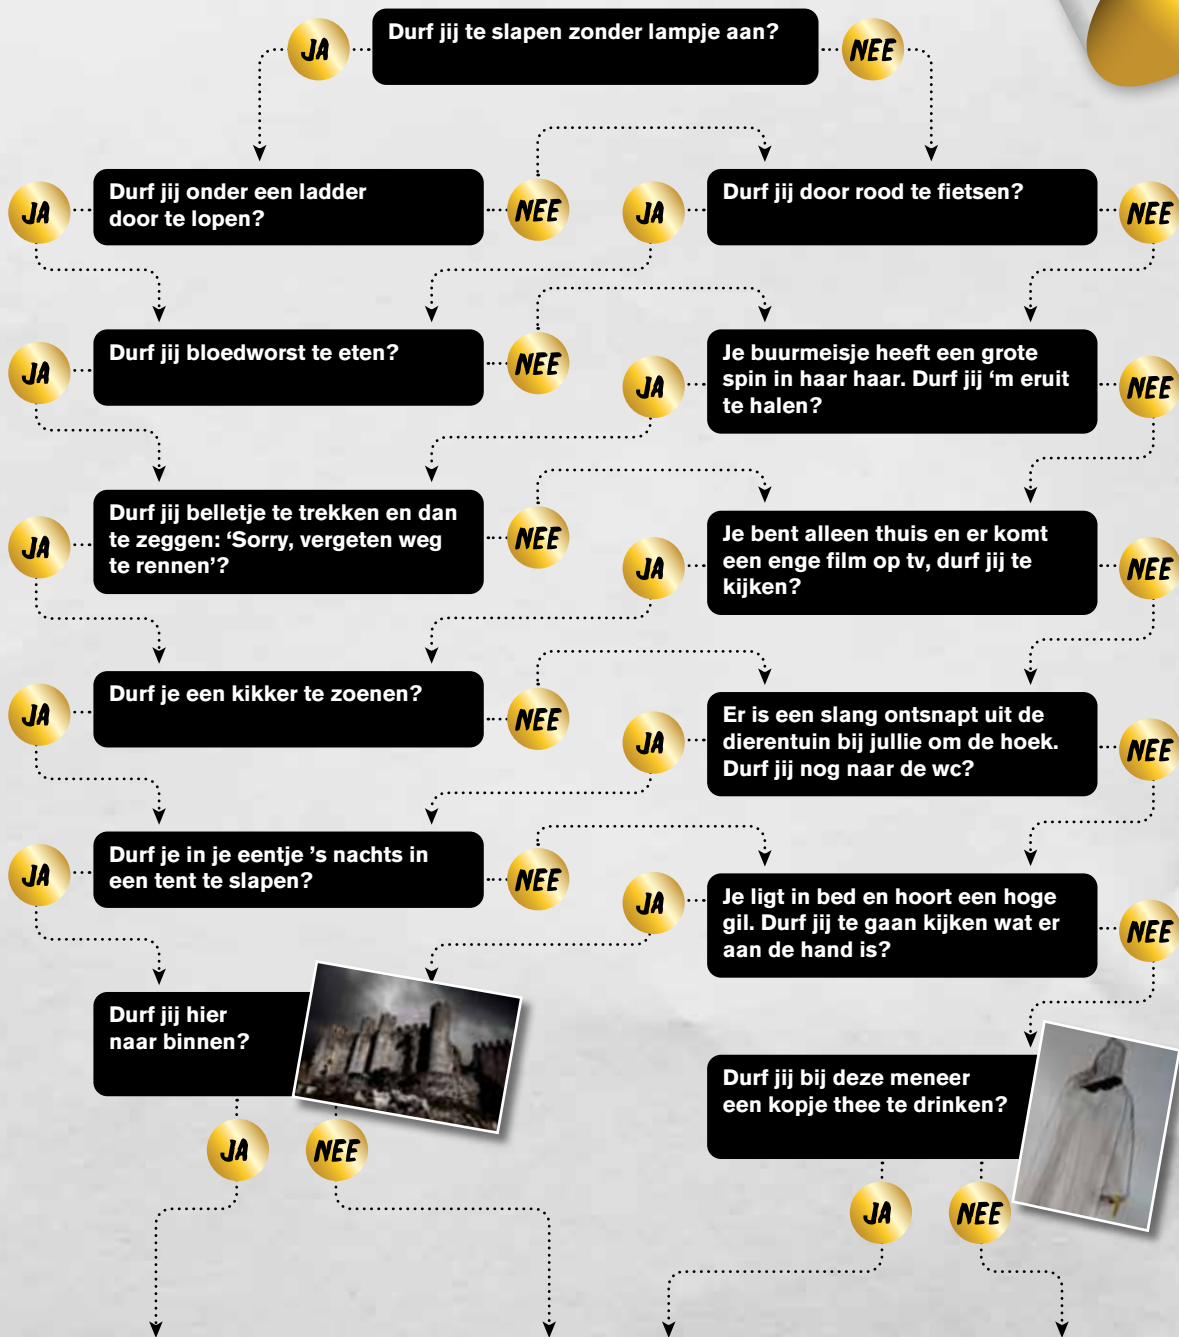 JA
Durf jij te slapen zonder lampje aan?
NEE
JA
Durf jij onder een ladder
door te lopen?
NEE
JA
Durf jij door rood te fietsen?
NEE
JA
Durf jij bloedworst te eten?
NEE
JA
Je buurmeisje heeft een grote
spin in haar haar. Durf jij ‘m eruit
te halen?
NEE
JA
Durf jij belletje te trekken en dan
te zeggen: ‘Sorry, vergeten weg
te rennen’?
NEE
JA
Je bent alleen thuis en er komt
een enge film op tv, durf jij te
kijken?
NEE
JA
Durf je een kikker te zoenen?
NEE
JA
Er is een slang ontsnapt uit de
dierentuin bij jullie om de hoek.
Durf jij nog naar de wc?
NEE
JA
Durf je in je eentje ’s nachts in
een tent te slapen?
NEE
JA
Je ligt in bed en hoort een hoge
gil. Durf jij te gaan kijken wat er
aan de hand is?
NEE
Durf jij hier
naar binnen?
JA
NEE
Durf jij bij deze meneer
een kopje thee te drinken?
JA
NEE